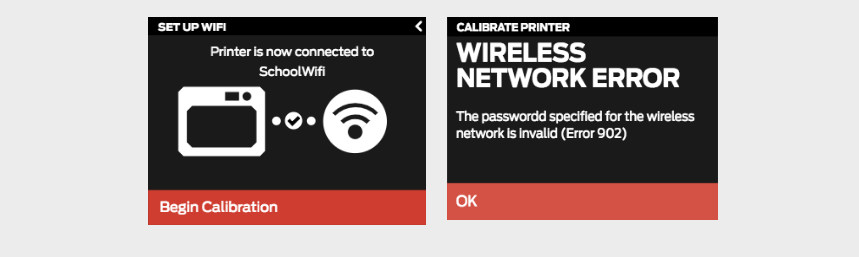 SET UP WIFI
Printer is now connected to
SchoolWifi
Begin Calibration
CALIBRATE PRINTER
WIRELESS
NETWORK ERROR
The passwordd specified for the wireless
network is invalid (Error 902)
OK